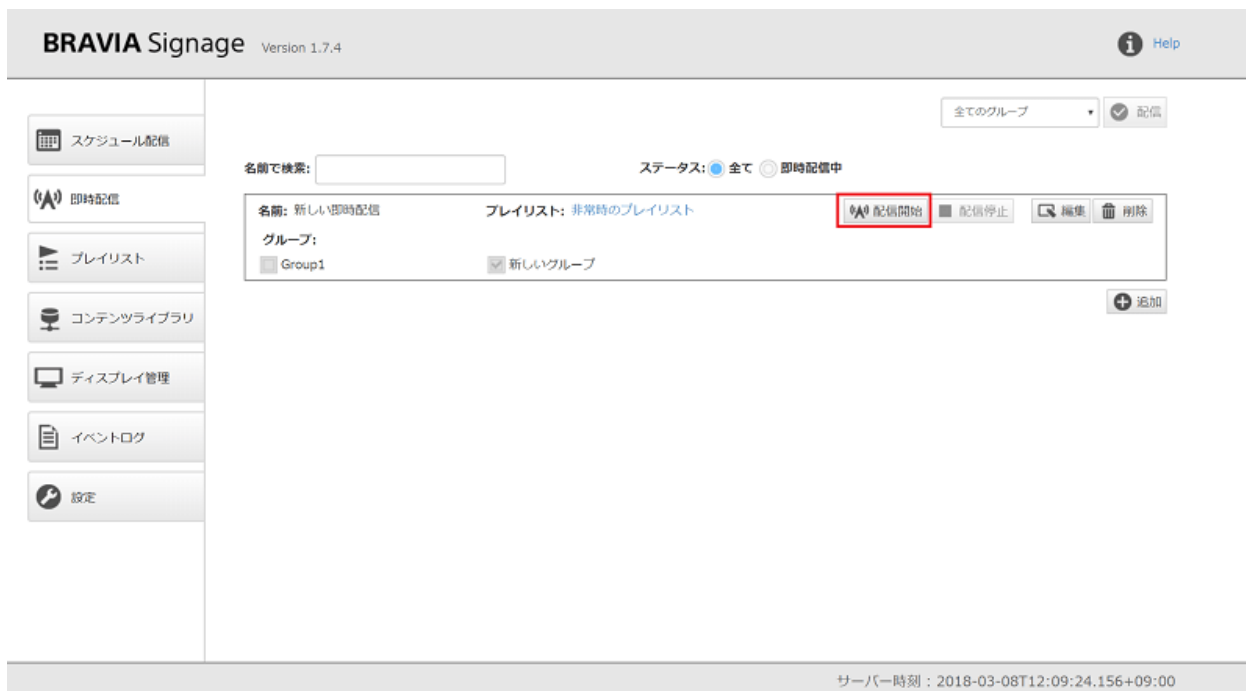 BRAVIA Signage Version 1.7.4
Help
全てのグループ
配信
スケジュール配信
即時配信
プレイリスト
コンテンツライブラリ
ディスプレイ管理
イベントログ
設定
名前で検索:
ステータス: 全て 即時配信中
名前: 新しい即時配信 プレイリスト: 非常時のプレイリスト 配信開始 配信停止 編集 削除
グループ:
Group1 新しいグループ
追加
サーバー時刻 : 2018-03-08T12:09:24.156+09:00